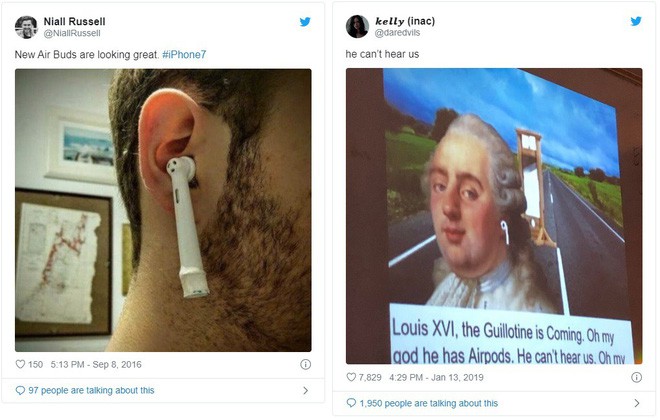 Niall Russell
@NiallRussell
New Air Buds are looking great. #iPhone7
150 5:13 PM - Sep 8, 2016
97 people are talking about this
kelly (inac)
@daredvils
he can't hear us
Louis XVI, the Guillotine is Coming. Oh my
god he has Airpods. He can't hear us. Oh my
7,829 4:29 PM - Jan 13, 2019
1,950 people are talking about this